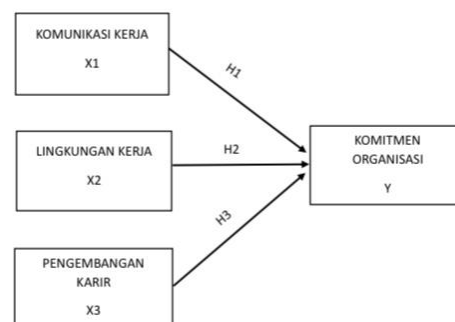 KOMUNIKASI KERJA
X1
H1
LINGKUNGAN KERJA
X2
H2
KOMITMEN
ORGANISASI
Y
H3
PENGEMBANGAN
KARIR
X3